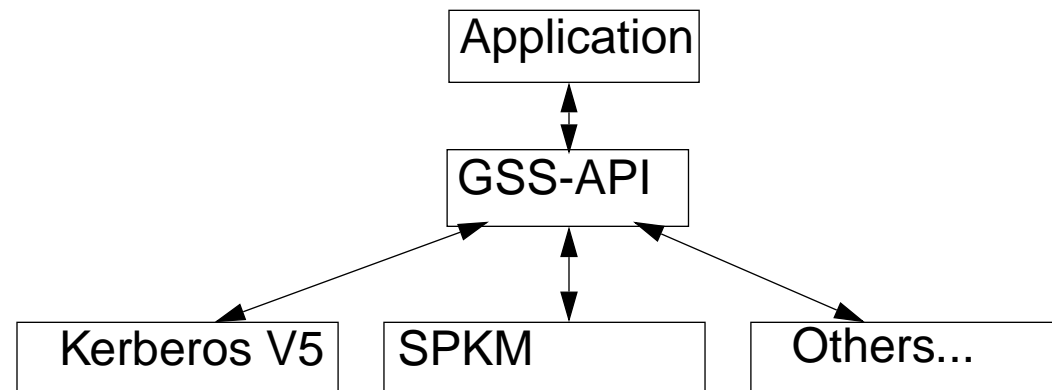 Application
GSS-API
Kerberos V5
SPKM
Others...